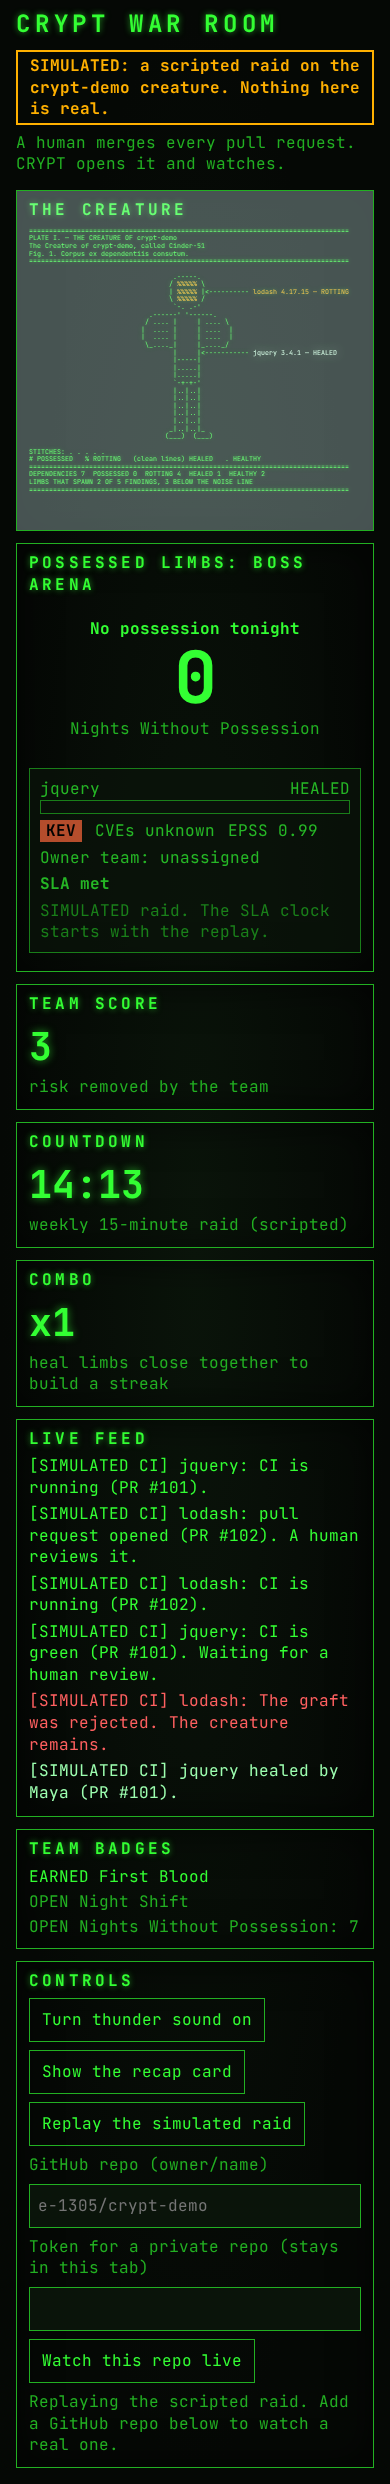 CRYPT WAR ROOM
SIMULATED: a scripted raid on the
crypt-demo creature. Nothing here
is real.
A human merges every pull request.
CRYPT opens it and watches.
THE CREATURE
PLATE I. — THE CREATURE OF crypt-demo
The Creature of crypt-demo, called Cinder-51
Fig. 1. Corpus ex dependentiis consutum.
lodash 4.17.15 — ROTTING
jquery 3.4.1 — HEALED
STITCHES: . . . . .
# POSSESSED % ROTTING (clean lines) HEALED . HEALTHY
DEPENDENCIES 7 POSSESSED 0 ROTTING 4 HEALED 1 HEALTHY 2
LIMBS THAT SPAWN 2 OF 5 FINDINGS, 3 BELOW THE NOISE LINE
POSSESSED LIMBS: BOSS
ARENA
No possession tonight
0
Nights Without Possession
jquery HEALED
KEV CVEs unknown EPSS 0.99
Owner team: unassigned
SLA met
SIMULATED raid. The SLA clock
starts with the replay.
TEAM SCORE
3
risk removed by the team
COUNTDOWN
14:13
weekly 15-minute raid (scripted)
COMBO
x1
heal limbs close together to
build a streak
LIVE FEED
[SIMULATED CI] jquery: CI is
running (PR #101).
[SIMULATED CI] lodash: pull
request opened (PR #102). A human
reviews it.
[SIMULATED CI] lodash: CI is
running (PR #102).
[SIMULATED CI] jquery: CI is
green (PR #101). Waiting for a
human review.
[SIMULATED CI] lodash: The graft
was rejected. The creature
remains.
[SIMULATED CI] jquery healed by
Maya (PR #101).
TEAM BADGES
EARNED First Blood
OPEN Night Shift
OPEN Nights Without Possession: 7
CONTROLS
Turn thunder sound on
Show the recap card
Replay the simulated raid
GitHub repo (owner/name)
e-1305/crypt-demo
Token for a private repo (stays
in this tab)
Watch this repo live
Replaying the scripted raid. Add
a GitHub repo below to watch a
real one.